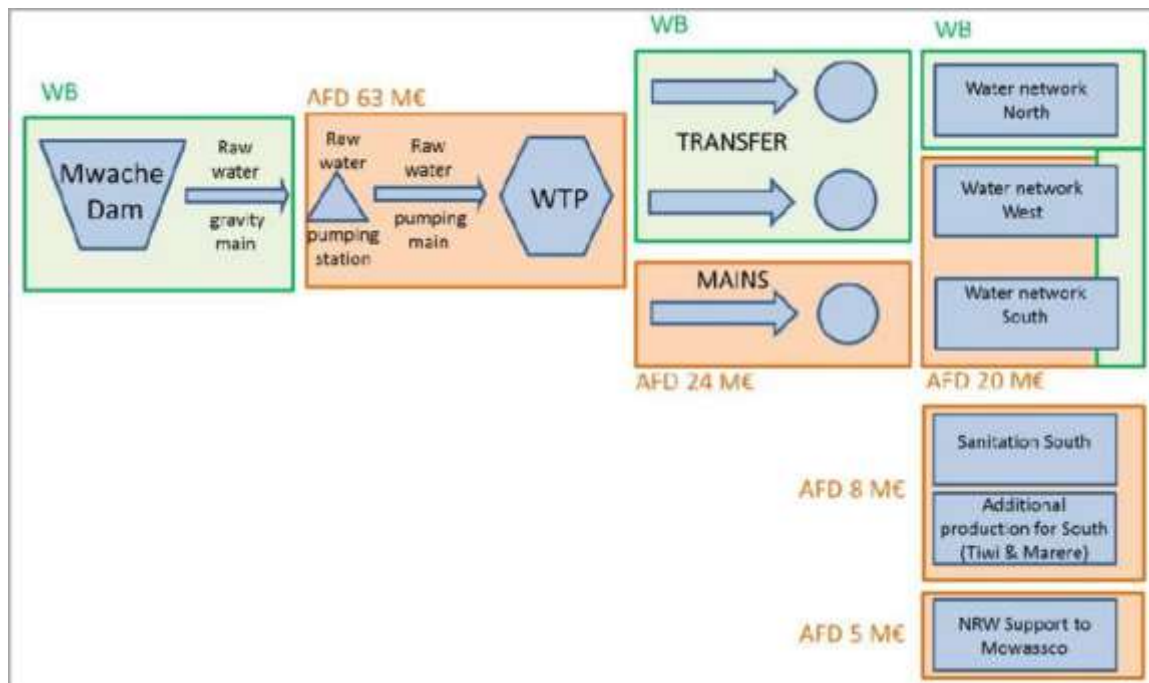 WB
Mwache
Dam
Raw
water
gravity
main
AFD 63 M€
Raw
water
pumping
station
Raw
water
pumping
main
WTP
WB
TRANSFER
MAINS
AFD 24 M€
WB
Water network
North
Water network
West
Water network
South
AFD 20 M€
AFD 8 M€
Sanitation South
Additional
production for South
(Tiwi & Marere)
AFD 5 M€
NRW Support to
Mowassco